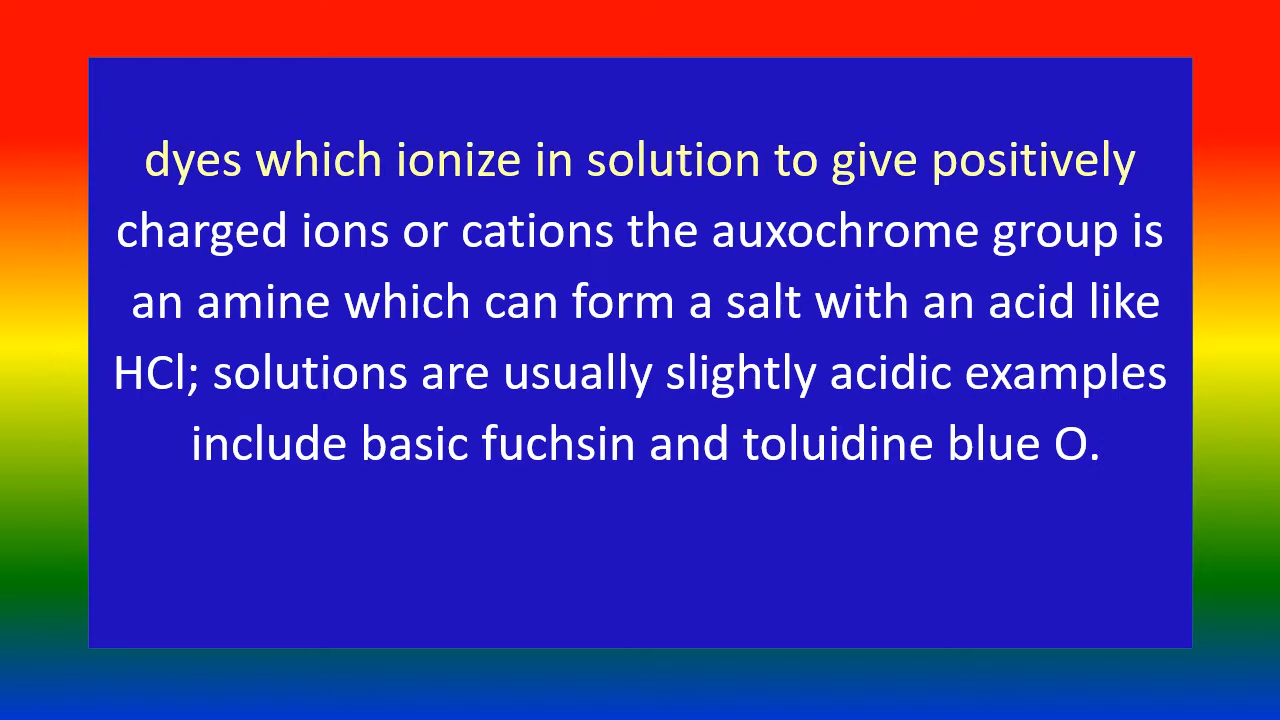 dyes which ionize in solution to give positively
charged ions or cations the auxochrome group is
an amine which can form a salt with an acid like
HCl; solutions are usually slightly acidic examples
include basic fuchsin and toluidine blue O.